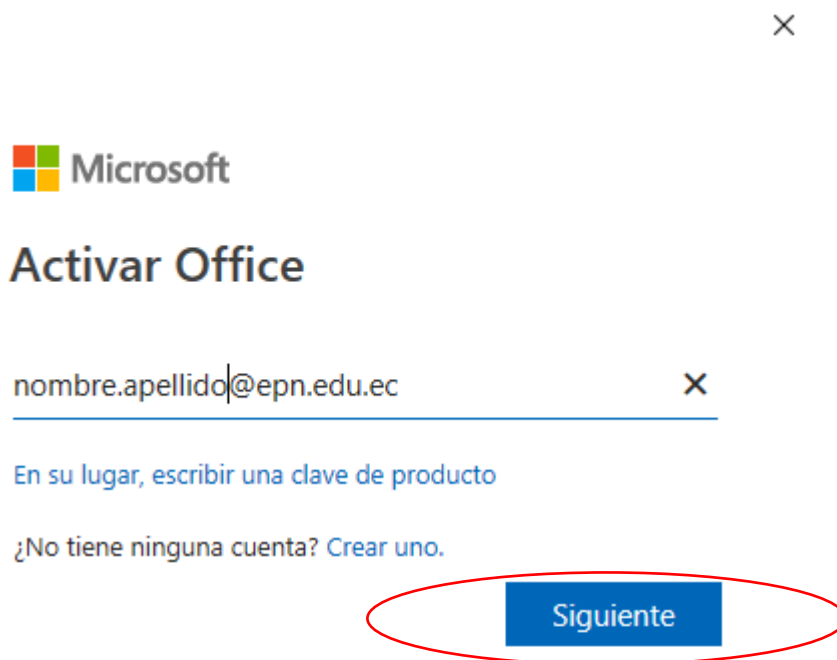 Microsoft
Activar Office
nombre.apellido@epn.edu.ec
En su lugar, escribir una clave de producto
¿No tiene ninguna cuenta? Crear uno.
Siguiente